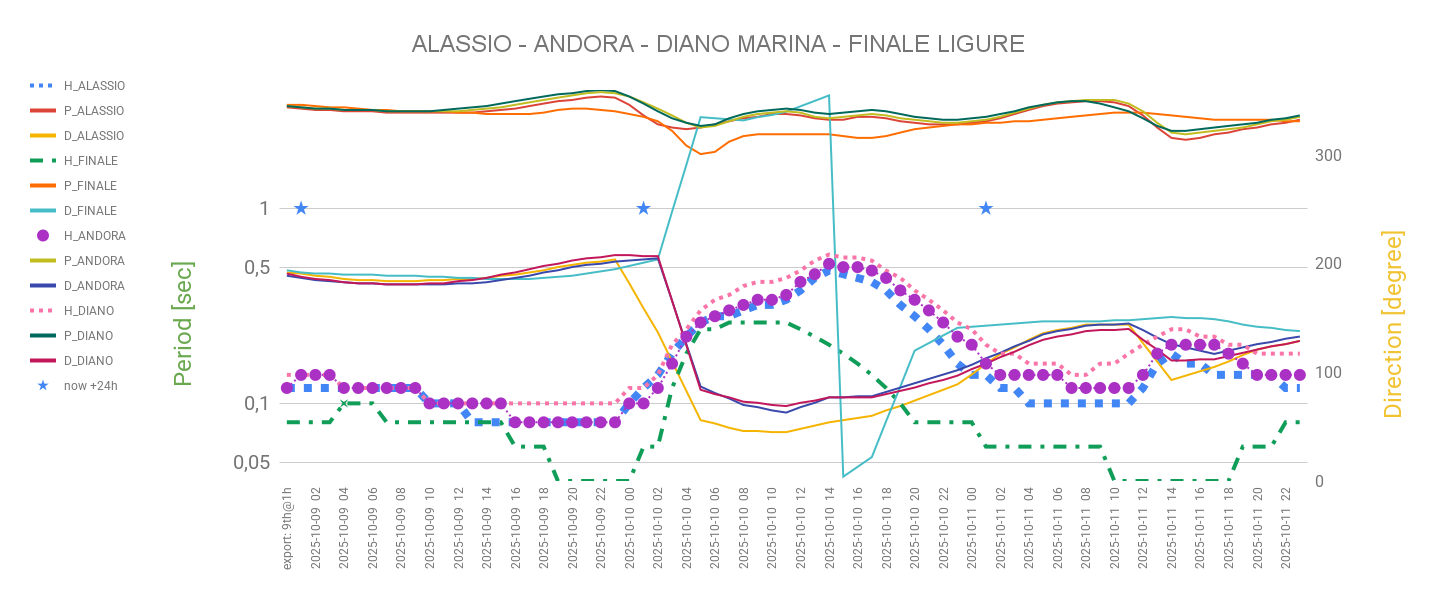 ALASSIO - ANDORA - DIANO MARINA - FINALE LIGURE
H_ALASSIO
P_ALASSIO
D_ALASSIO
H_FINALE
P_FINALE
D_FINALE
H_ANDORA
P_ANDORA
D_ANDORA
H_DIANO
P_DIANO
D_DIANO
now +24h
Period [sec]
1
0,5
0,1
0,05
300
200
100
0
Direction [degree]
export: 9th@1h
2025-10-09 02
2025-10-09 04
2025-10-09 06
2025-10-09 08
2025-10-09 10
2025-10-09 12
2025-10-09 14
2025-10-09 16
2025-10-09 18
2025-10-09 20
2025-10-09 22
2025-10-10 00
2025-10-10 02
2025-10-10 04
2025-10-10 06
2025-10-10 08
2025-10-10 10
2025-10-10 12
2025-10-10 14
2025-10-10 16
2025-10-10 18
2025-10-10 20
2025-10-10 22
2025-10-11 00
2025-10-11 02
2025-10-11 04
2025-10-11 06
2025-10-11 08
2025-10-11 10
2025-10-11 12
2025-10-11 14
2025-10-11 16
2025-10-11 18
2025-10-11 20
2025-10-11 22